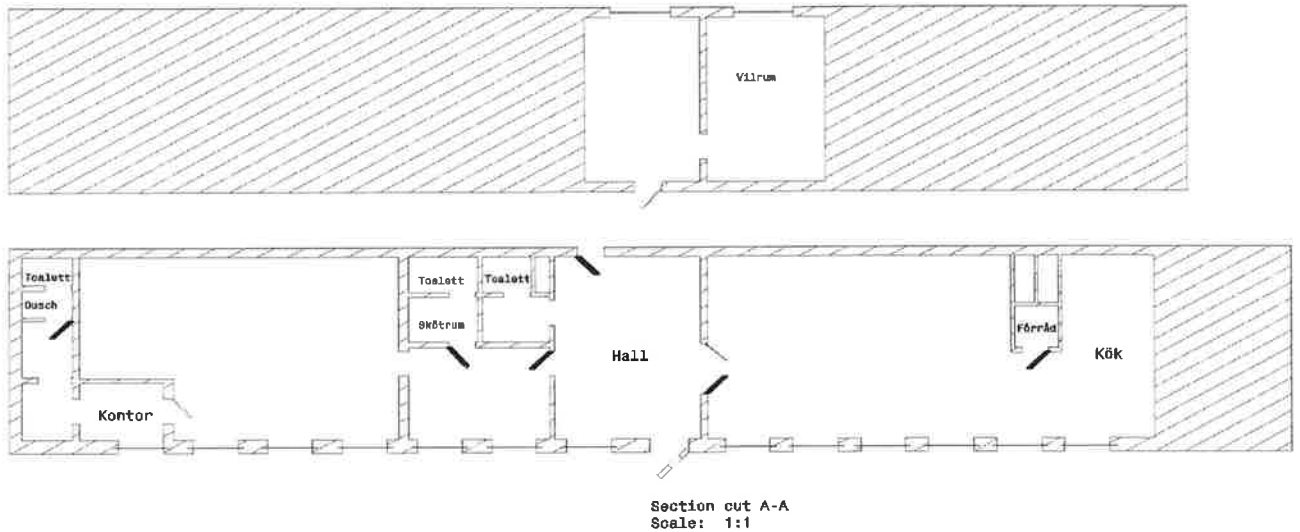 Vilrum
Toalett
Dusch
Toalett
Toalett
Skötrum
Hall
Förråd
Kök
Kontor
Section cut A-A
Scale: 1:1